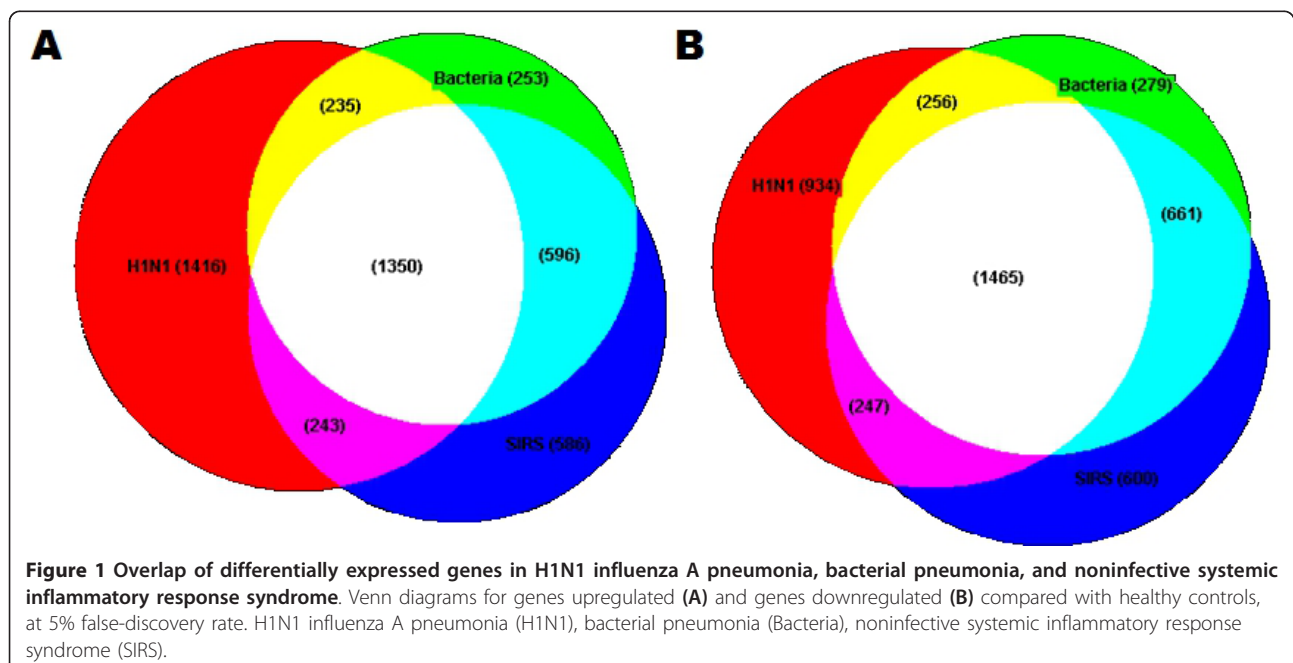 A
Bacteria (253)
(235)
H1N1 (1416)
(1350)
(596)
(243)
SIRS (586)
B
Bacteria (279)
(256)
H1N1 (934)
(661)
(1465)
(247)
SIRS (600)
Figure 1 Overlap of differentially expressed genes in H1N1 influenza A pneumonia, bacterial pneumonia, and noninfective systemic
inflammatory response syndrome. Venn diagrams for genes upregulated (A) and genes downregulated (B) compared with healthy controls,
at 5% false-discovery rate. H1N1 influenza A pneumonia (H1N1), bacterial pneumonia (Bacteria), noninfective systemic inflammatory response
syndrome (SIRS).